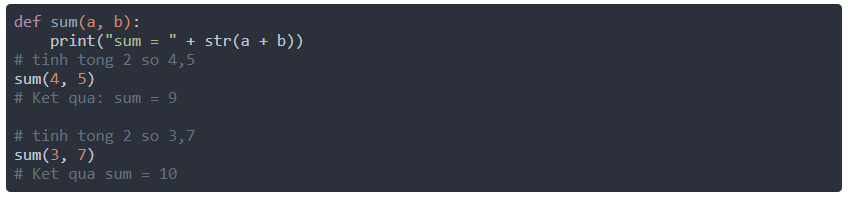 def sum(a, b):
    print("sum = " + str(a + b))
# tinh tong 2 so 4,5
sum(4, 5)
# Ket qua: sum = 9

# tinh tong 2 so 3,7
sum(3, 7)
# Ket qua sum = 10